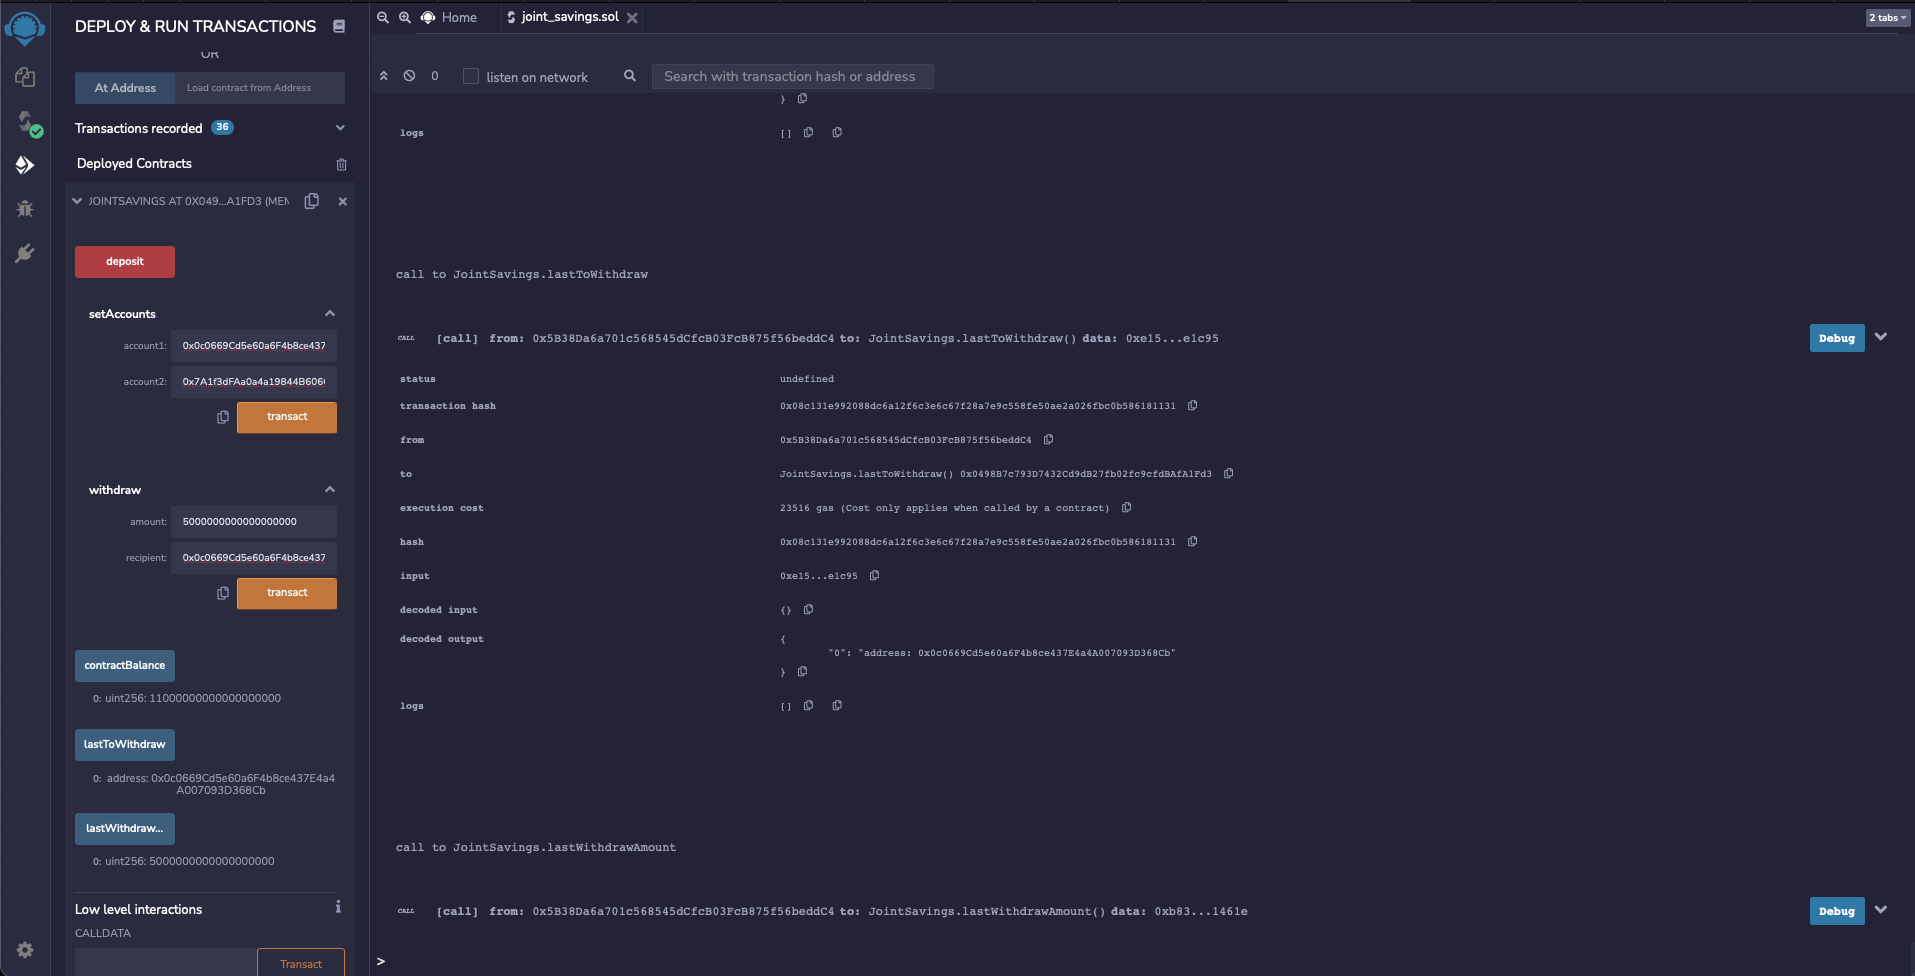 DEPLOY & RUN TRANSACTIONS
OR
At Address
Load contract from Address
Transactions recorded 36
Deployed Contracts
JOINTSAVINGS AT 0X049...A1FD3 (MEM
deposit
setAccounts
account1: 0x0c0669Cd5e60a6F4b8ce437
account2: 0x7A1f3dFAa0a4a19844B606
transact
withdraw
amount: 5000000000000000000
recipient: 0x0c0669Cd5e60a6F4b8ce437
transact
contractBalance
0: uint256: 11000000000000000000
lastToWithdraw
0: address: 0x0c0669Cd5e60a6F4b8ce437E4a4
A007093D368Cb
lastWithdraw...
0: uint256: 5000000000000000000
Low level interactions
i
CALLDATA
Transact
Home
joint_savings.sol
2 tabs
0
listen on network
Search with transaction hash or address
}
logs [ ]
call to JointSavings.lastToWithdraw
CALL [call] from: 0x5B38Da6a701c568545dCfcB03FcB875f56beddC4 to: JointSavings.lastToWithdraw() data: 0xe15...e1c95
Debug
status undefined
transaction hash 0x08c131e992088dc6a12f6c3e6c67f28a7e9c558fe50ae2a026fbc0b586181131
from 0x5B38Da6a701c568545dCfcB03FcB875f56beddC4
to JointSavings.lastToWithdraw() 0x0498B7c793D7432Cd9dB27fb02fc9cfdBAfA1Fd3
execution cost 23516 gas (Cost only applies when called by a contract)
hash 0x08c131e992088dc6a12f6c3e6c67f28a7e9c558fe50ae2a026fbc0b586181131
input 0xe15...e1c95
decoded input {}
decoded output {
"0": "address: 0x0c0669Cd5e60a6F4b8ce437E4a4A007093D368Cb"
}
logs [ ]
call to JointSavings.lastWithdrawAmount
CALL [call] from: 0x5B38Da6a701c568545dCfcB03FcB875f56beddC4 to: JointSavings.lastWithdrawAmount() data: 0xb83...1461e
Debug
>